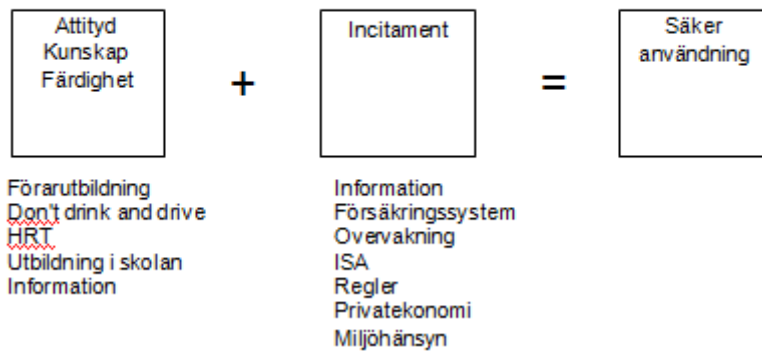 Attityd
Kunskap
Färdighet
+
Incitament
=
Säker
användning
Förarutbildning
Don't drink and drive
HRT
Utbildning i skolan
Information
Information
Försäkringssystem
Overvakning
ISA
Regler
Privatekonomi
Miljöhänsyn